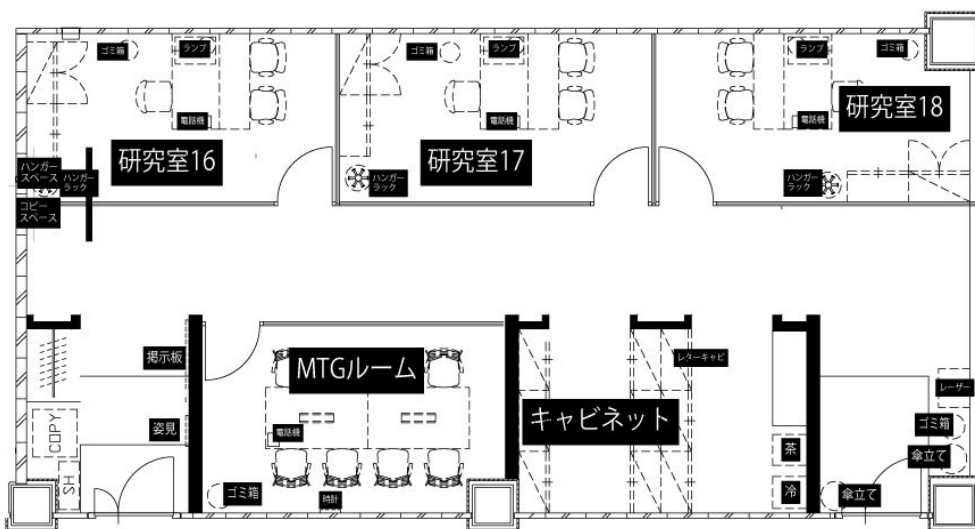 ゴミ箱
ランプ
ゴミ箱
ランプ
ランプ
ゴミ箱
電話機
電話機
電話機
研究室16
研究室17
研究室18
ハンガー
スペース
ハンガー
ラック
ハンガー
ラック
ハンガー
ラック
コピー
スペース
掲示板
MTGルーム
レターキャビ
レーザー
姿見
COPY
電話機
キャビネット
ゴミ箱
茶
傘立て
SH
ゴミ箱
時計
冷
傘立て